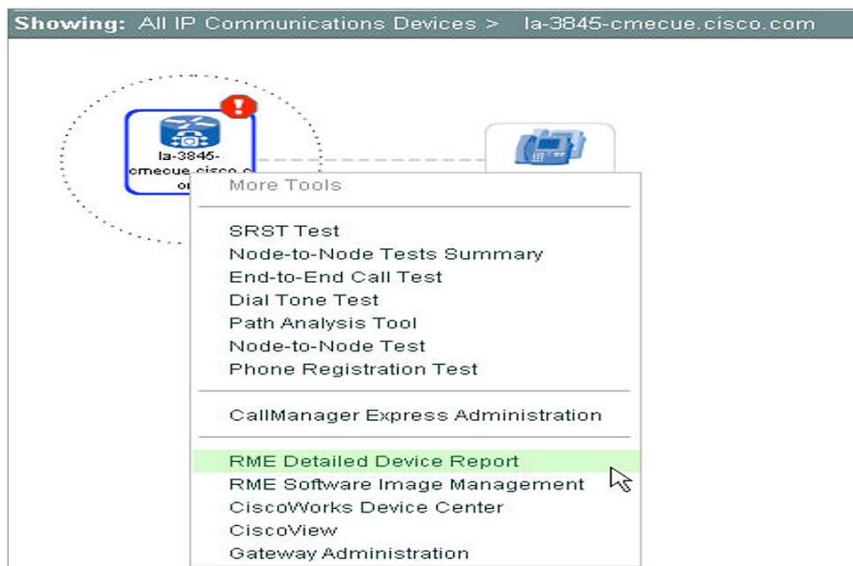 Showing: All IP Communications Devices > la-3845-cmecue.cisco.com
la-3845-
cmecue.cisco.c
More Tools
SRST Test
Node-to-Node Tests Summary
End-to-End Call Test
Dial Tone Test
Path Analysis Tool
Node-to-Node Test
Phone Registration Test
CallManager Express Administration
RME Detailed Device Report
RME Software Image Management
CiscoWorks Device Center
CiscoView
Gateway Administration